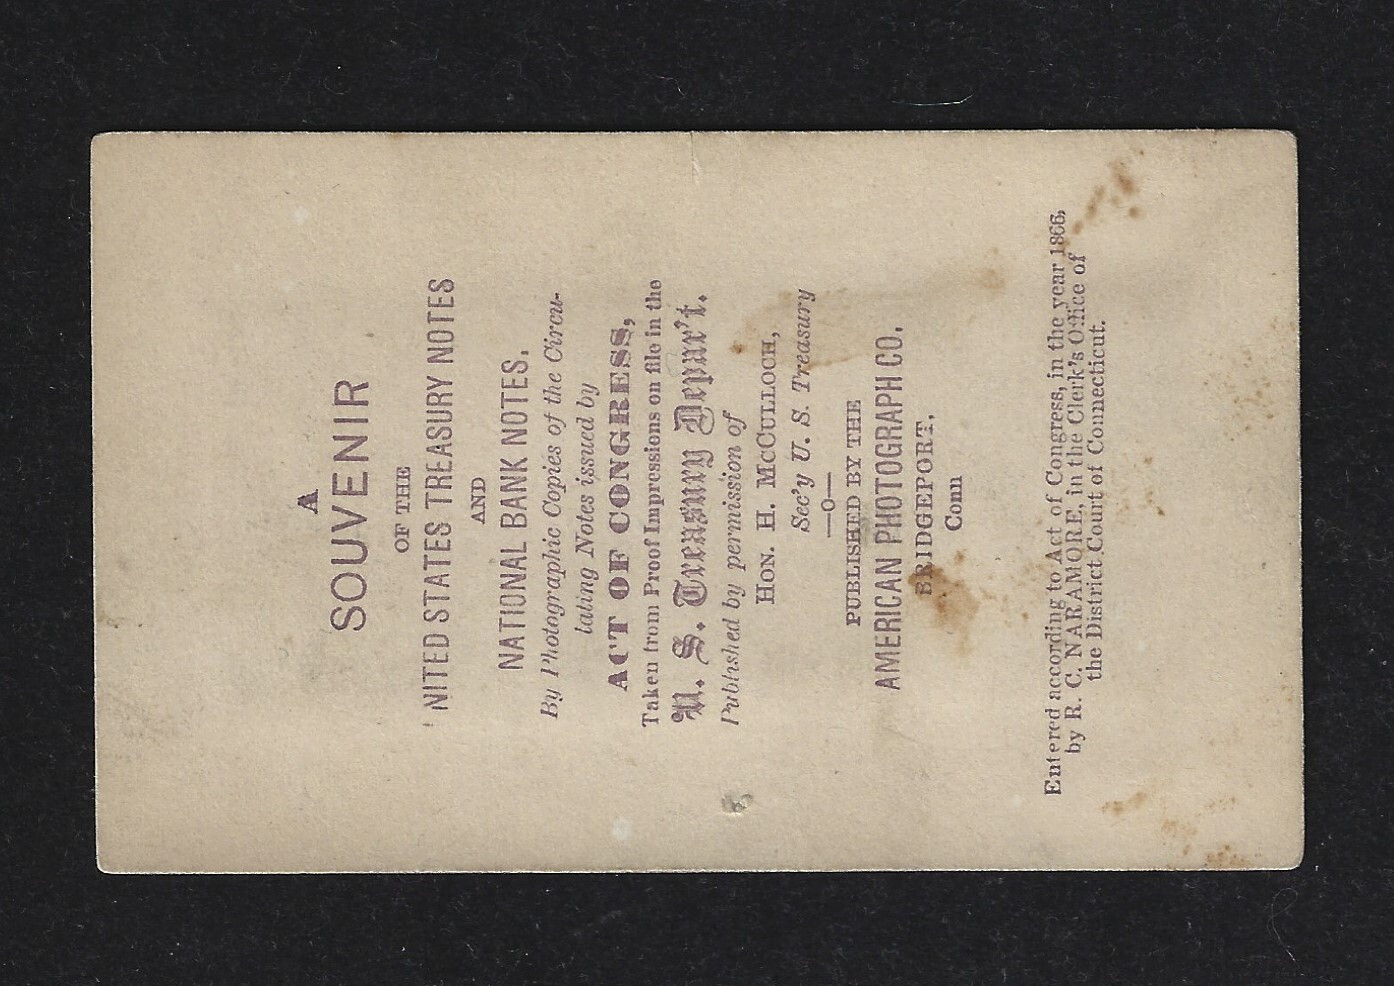 A
SOUVENIR
OF THE
UNITED STATES TREASURY NOTES
AND
NATIONAL BANK NOTES.
By Photographic Copies of the Circu-
lating Notes issued by
ACT OF CONGRESS,
Taken from Proof Impressions on file in the
U. S. Treasury Depar't.
Published by permission of
HON. H. McCULLOCH,
Sec'y U. S. Treasury
—o—
PUBLISHED BY THE
AMERICAN PHOTOGRAPH CO.
BRIDGEPORT,
Conn
Entered according to Act of Congress, in the year 1866,
by R. C. NARAMORE, in the Clerk's Office of
the District Court of Connecticut.